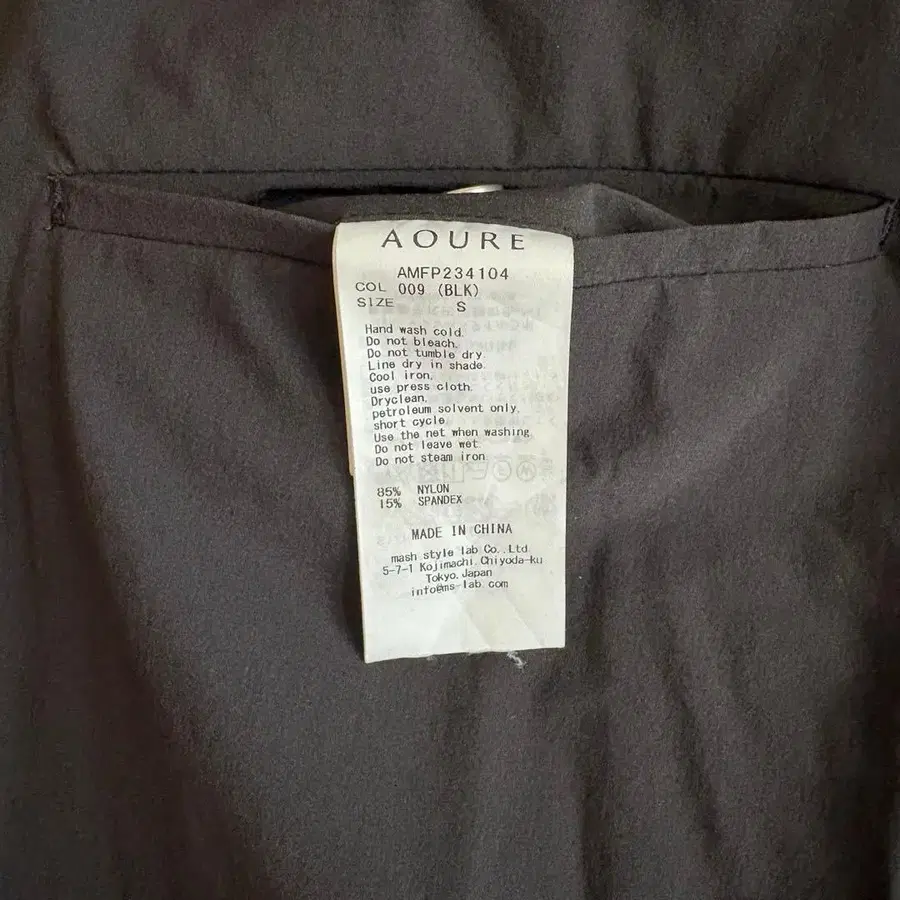 AOURE
AMFP234104
COL 009 (BLK)
SIZE S
Hand wash cold.
Do not bleach.
Do not tumble dry.
Line dry in shade.
Cool iron,
use press cloth.
Dryclean,
petroleum solvent only,
short cycle.
Use the net when washing.
Do not leave wet.
Do not steam iron.
85% NYLON
15% SPANDEX
MADE IN CHINA
mash style lab Co., Ltd.
5-7-1 Kojimachi, Chiyoda-ku
Tokyo, Japan
info@ms-lab.com